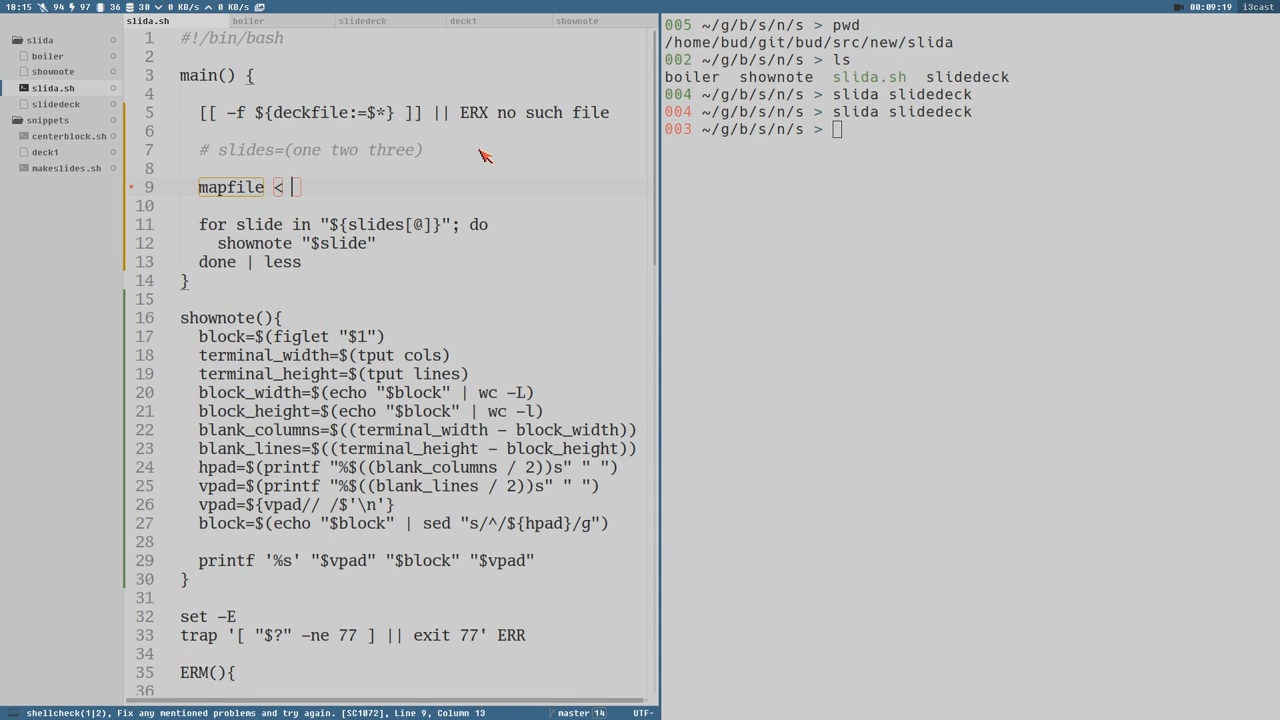 18:15 94 97 36 30 0 0
00:09:19 i3cast
slida
boiler
shownote
slida.sh
slidedeck
snippets
centerblock.sh
deck1
makeslides.sh
slida.sh boiler slidedeck deck1 shownote
1 #!/bin/bash
2
3 main() {
4
5 [[ -f ${deckfile:=$*} ]] || ERX no such file
6
7 # slides=(one two three)
8
9 mapfile <
10
11 for slide in "${slides[@]}"; do
12 shownote "$slide"
13 done | less
14 }
15
16 shownote(){
17 block=$(figlet "$1")
18 terminal_width=$(tput cols)
19 terminal_height=$(tput lines)
20 block_width=$(echo "$block" | wc -L)
21 block_height=$(echo "$block" | wc -l)
22 blank_columns=$((terminal_width - block_width))
23 blank_lines=$((terminal_height - block_height))
24 hpad=$(printf "%$((blank_columns / 2))s" " ")
25 vpad=$(printf "%$((blank_lines / 2))s" " ")
26 vpad=${vpad// /$'\n'}
27 block=$(echo "$block" | sed "s/^/${hpad}/g")
28
29 printf '%s' "$vpad" "$block" "$vpad"
30 }
31
32 set -E
33 trap '[ "$?" -ne 77 ] || exit 77' ERR
34
35 ERM(){
36
005 ~/g/b/s/n/s > pwd
/home/bud/git/bud/src/new/slida
002 ~/g/b/s/n/s > ls
boiler shownote slida.sh slidedeck
004 ~/g/b/s/n/s > slida slidedeck
004 ~/g/b/s/n/s > slida slldedeck
003 ~/g/b/s/n/s >
shellcheck(1|2), Fix any mentioned problems and try again. [SC1072], Line 9, Column 13
master 14 UTF-